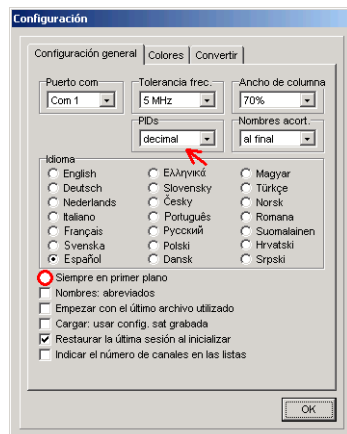 Configuración
Configuración general Colores Convertir
Puerto com Tolerancia frec. Ancho de columna
Com 1 5 MHz 70%
PIDs Nombres acort.
decimal al final
Idioma
English Ελληνικά Magyar
Deutsch Slovensky Türkçe
Nederlands Česky Norsk
Italiano Português Romana
Français Русский Suomalainen
Svenska Polski Hrvatski
Español Dansk Srpski
Siempre en primer plano
Nombres: abreviados
Empezar con el último archivo utilizado
Cargar: usar config. sat grabada
Restaurar la última sesión al inicializar
Indicar el número de canales en las listas
OK